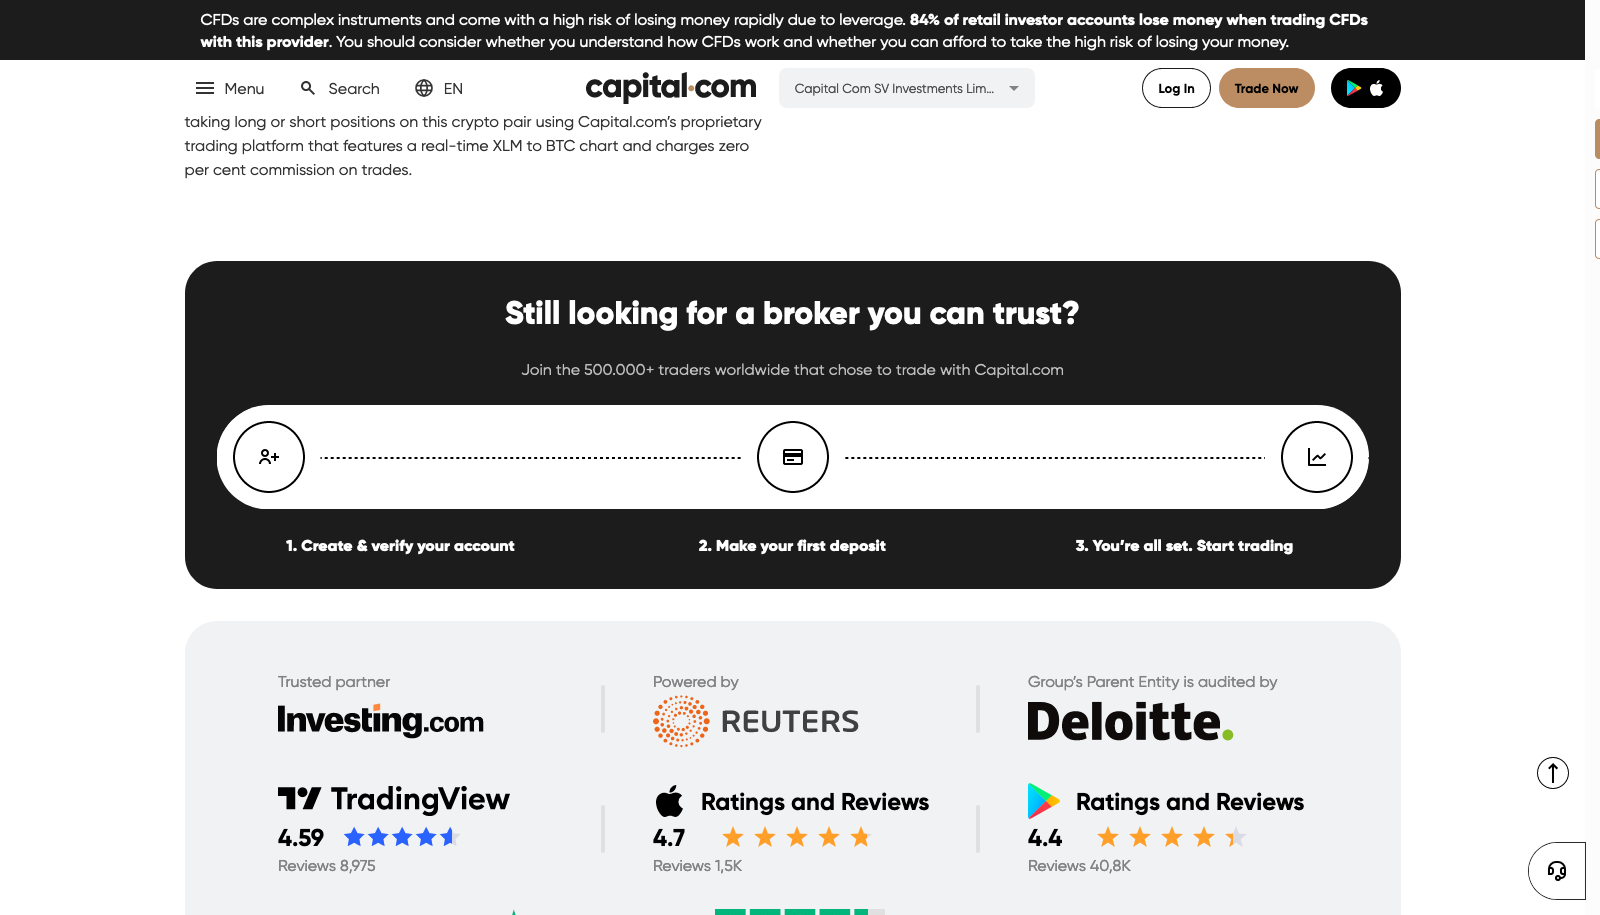 CFDs are complex instruments and come with a high risk of losing money rapidly due to leverage. 84% of retail investor accounts lose money when trading CFDs
with this provider. You should consider whether you understand how CFDs work and whether you can afford to take the high risk of losing your money.
Menu
Search
EN
capital.com
Capital Com SV Investments Lim...
Log In
Trade Now
taking long or short positions on this crypto pair using Capital.com’s proprietary
trading platform that features a real-time XLM to BTC chart and charges zero
per cent commission on trades.
Still looking for a broker you can trust?
Join the 500.000+ traders worldwide that chose to trade with Capital.com
1. Create & verify your account
2. Make your first deposit
3. You’re all set. Start trading
Trusted partner
Investing.com
Powered by
REUTERS
Group’s Parent Entity is audited by
Deloitte.
TradingView
4.59
Reviews 8,975
Ratings and Reviews
4.7
Reviews 1,5K
Ratings and Reviews
4.4
Reviews 40,8K